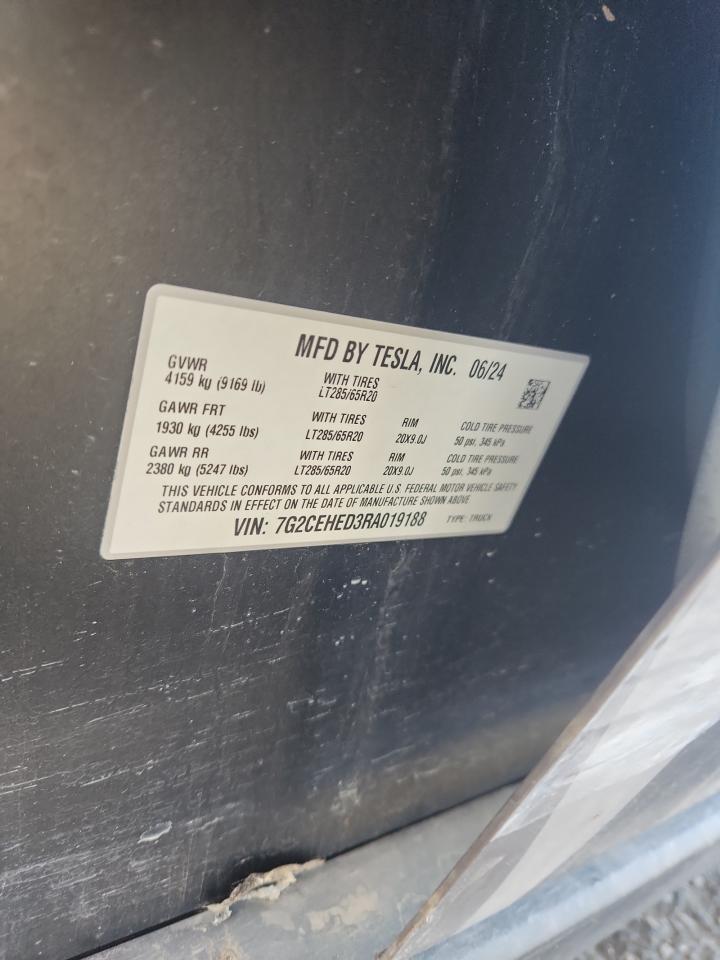 MFD BY TESLA, INC. 06/24
GVWR
4159 kg (9169 lb)
WITH TIRES
LT285/65R20
GAWR FRT
1930 kg (4255 lbs)
WITH TIRES
LT285/65R20
RIM
20X9.0J
COLD TIRE PRESSURE
50 psi, 345 kPa
GAWR RR
2380 kg (5247 lbs)
WITH TIRES
LT285/65R20
RIM
20X9.0J
COLD TIRE PRESSURE
50 psi, 345 kPa
THIS VEHICLE CONFORMS TO ALL APPLICABLE U.S. FEDERAL MOTOR VEHICLE SAFETY
STANDARDS IN EFFECT ON THE DATE OF MANUFACTURE SHOWN ABOVE
VIN: 7G2CEHED3RA019188 TYPE: TRUCK